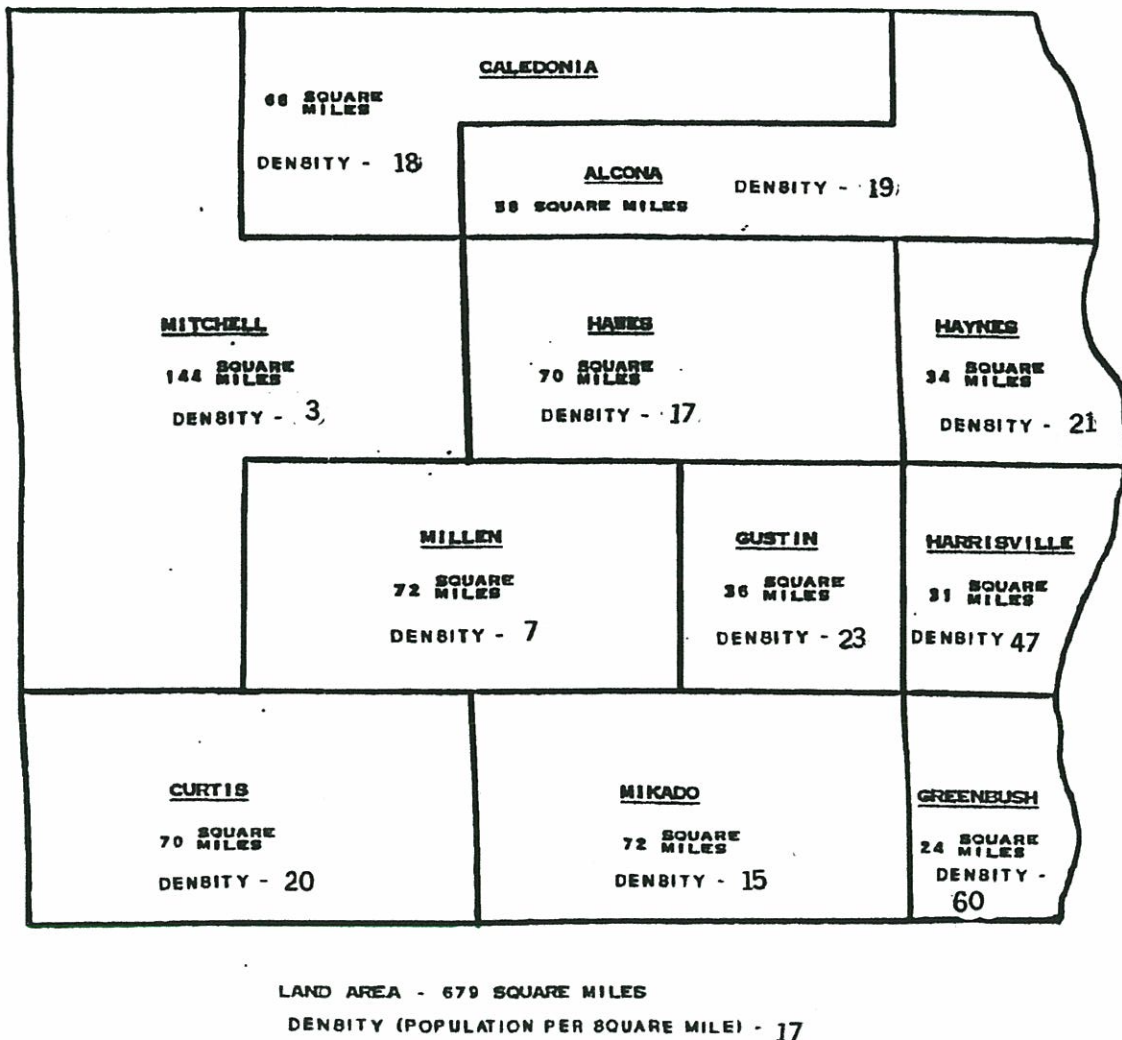 CALEDONIA
68 SQUARE
MILES
DENSITY - 18
ALCONA
58 SQUARE MILES
DENSITY - 19
MITCHELL
144 SQUARE
MILES
DENSITY - 3
HAWES
70 SQUARE
MILES
DENSITY - 17
HAYNES
34 SQUARE
MILES
DENSITY - 21
MILLEN
72 SQUARE
MILES
DENSITY - 7
GUSTIN
36 SQUARE
MILES
DENSITY - 23
HARRISVILLE
31 SQUARE
MILES
DENSITY 47
CURTIS
70 SQUARE
MILES
DENSITY - 20
MIKADO
72 SQUARE
MILES
DENSITY - 15
GREENBUSH
24 SQUARE
MILES
DENSITY -
60
LAND AREA - 679 SQUARE MILES
DENSITY (POPULATION PER SQUARE MILE) - 17